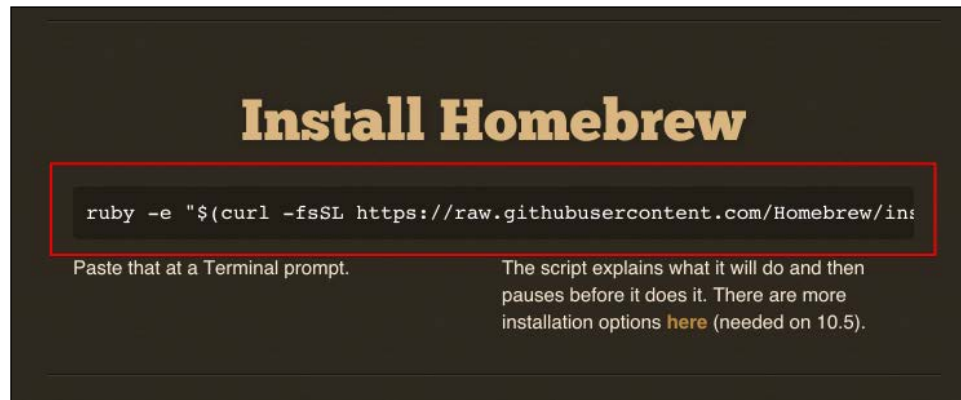 Install Homebrew
ruby -e "$(curl -fsSL https://raw.githubusercontent.com/Homebrew/ins
Paste that at a Terminal prompt.
The script explains what it will do and then
pauses before it does it. There are more
installation options here (needed on 10.5).